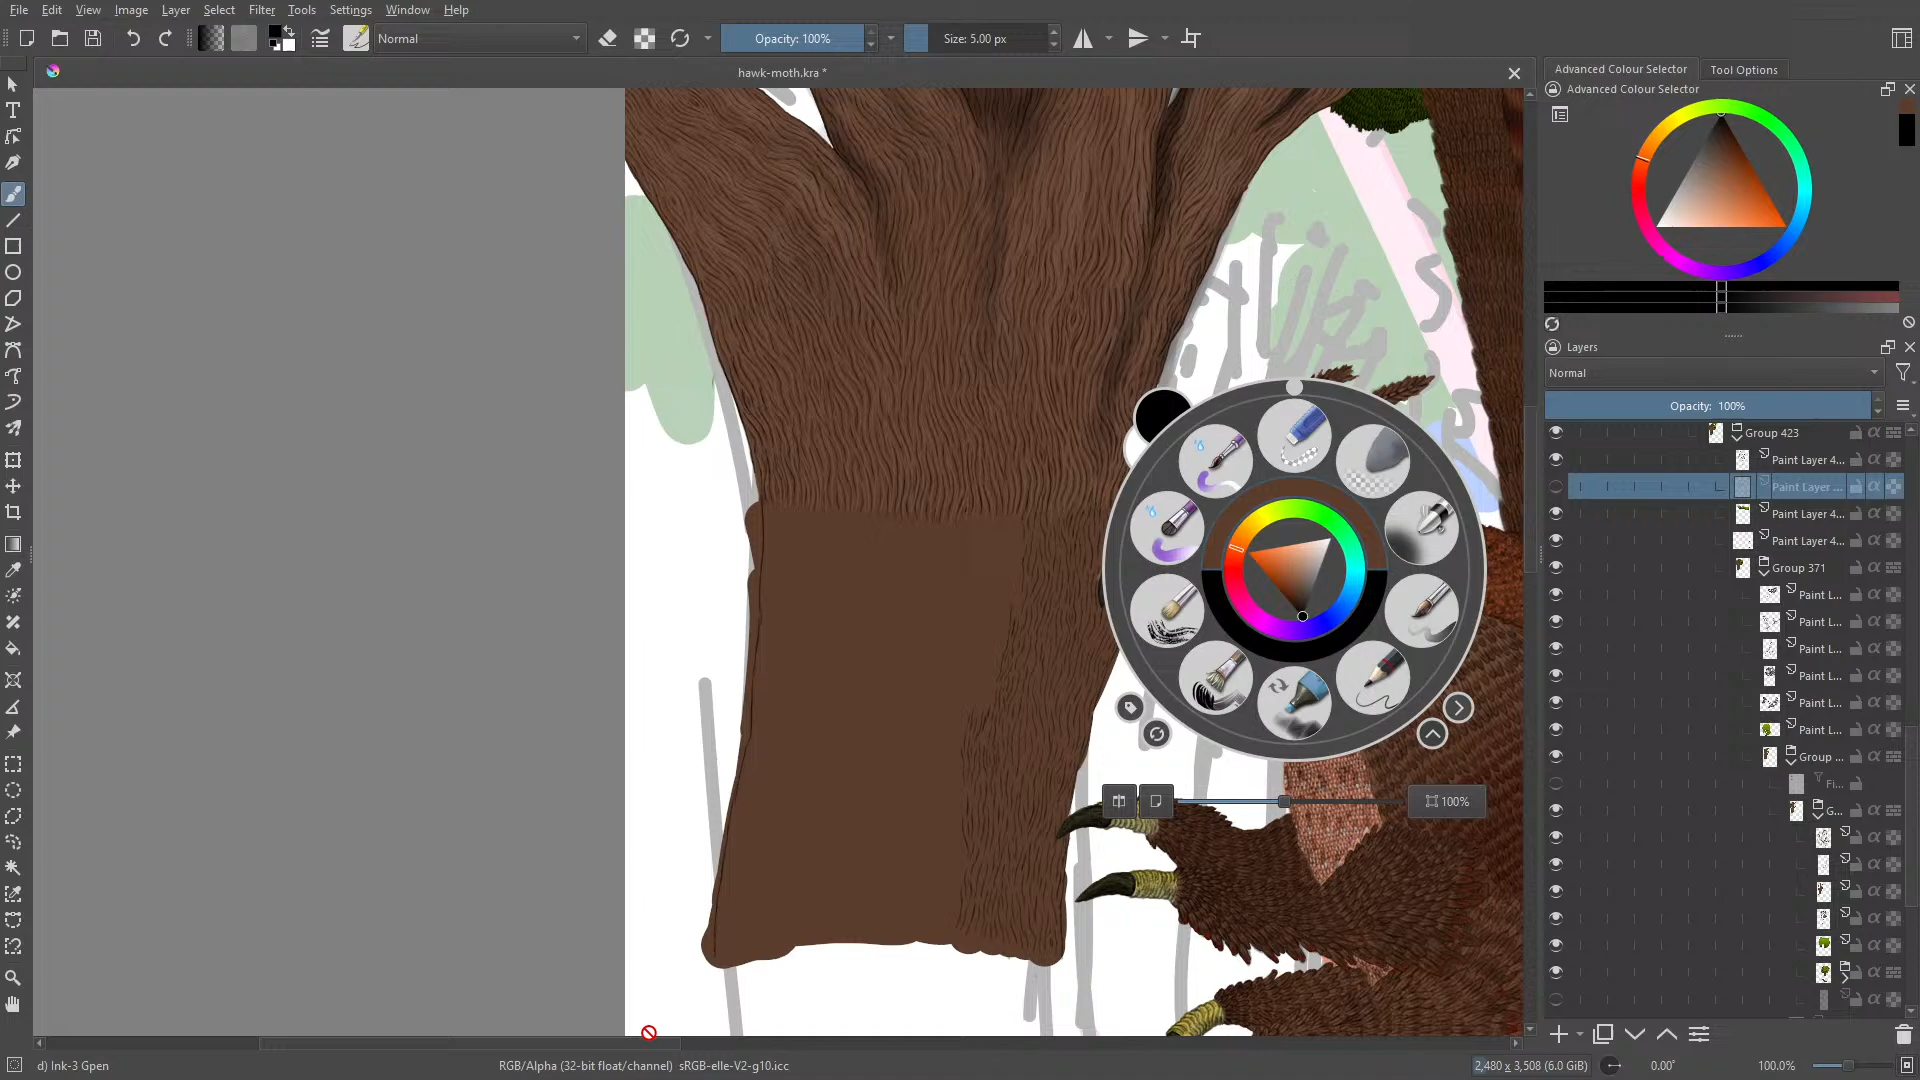 File Edit View Image Layer Select Filter Tools Settings Window Help
Normal
Opacity: 100%
Size: 5.00 px
hawk-moth.kra *
Advanced Colour Selector
Tool Options
Advanced Colour Selector
Layers
Normal
Opacity: 100%
Group 423
Paint Layer 4...
Paint Layer ...
Paint Layer 4...
Paint Layer 4...
Group 371
Paint L...
Paint L...
Paint L...
Paint L...
Paint L...
Paint L...
Group ...
Fi...
G...
100%
d) Ink-3 Gpen
RGB/Alpha (32-bit float/channel) sRGB-elle-V2-g10.icc
2,480 x 3,508 (6.0 GiB)
0.00°
100.0%